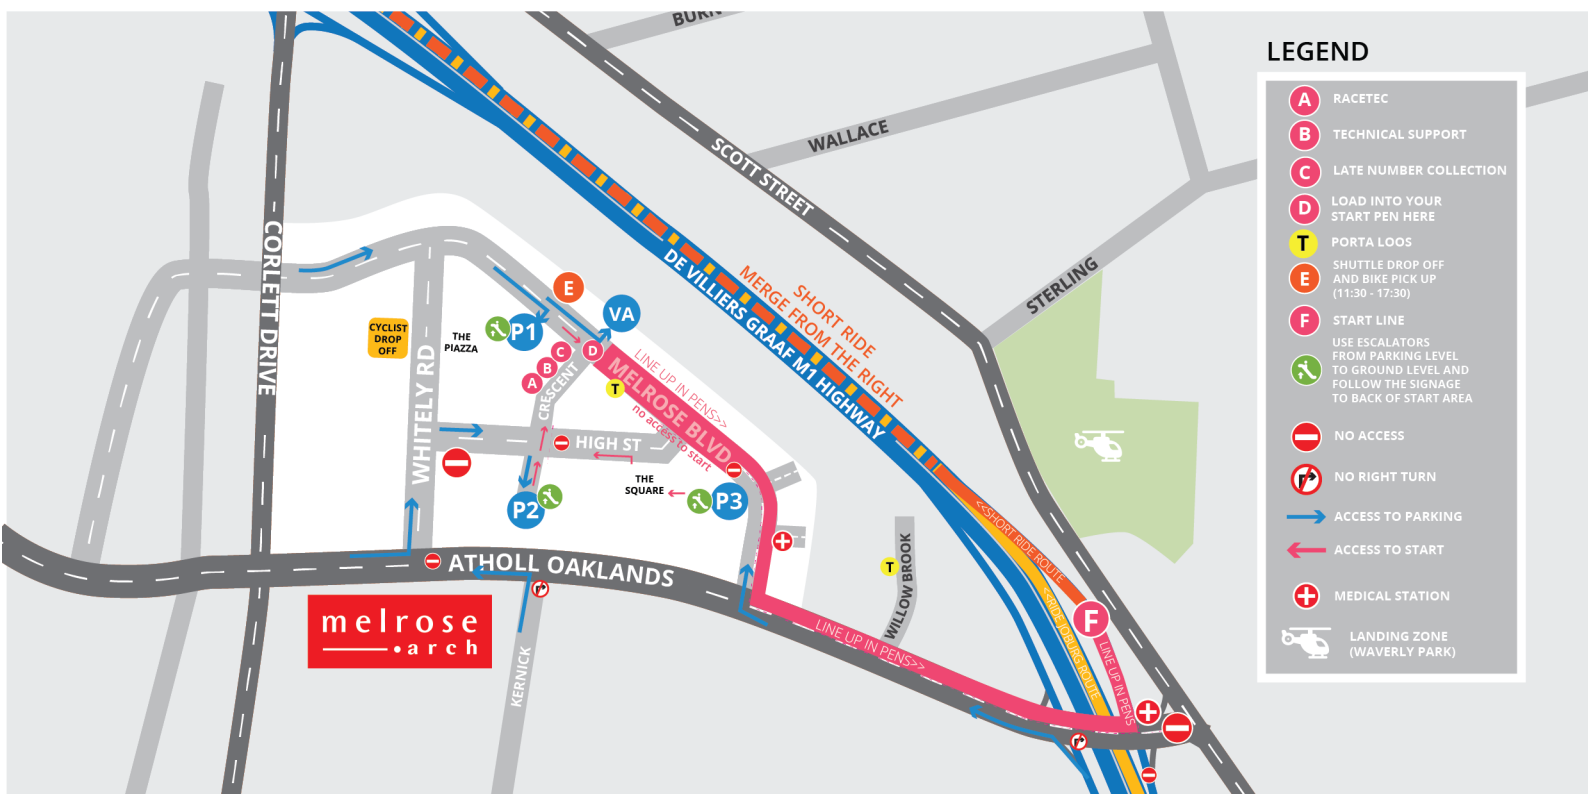 BURN
WALLACE
SCOTT STREET
STERLING
CORLETT DRIVE
DE VILLIERS GRAAF M1 HIGHWAY
SHORT RIDE
MERGE FROM THE RIGHT
E
VA
P1
CYCLIST
DROP
OFF
THE
PIAZZA
WHITELY RD
A
B
C
D
CRESCENT
T
LINE UP IN PENS>>
MELROSE BLVD
no access to start
HIGH ST
THE
SQUARE
P2
P3
ATHOLL OAKLANDS
melrose
arch
KERNICK
T
WILLOW BROOK
LINE UP IN PENS>>
<<SHORT RIDE ROUTE
<<RIDE JOBURG ROUTE
F
LINE UP IN PENS
LEGEND
A RACETEC
B TECHNICAL SUPPORT
C LATE NUMBER COLLECTION
D LOAD INTO YOUR
START PEN HERE
T PORTA LOOS
E SHUTTLE DROP OFF
AND BIKE PICK UP
(11:30 - 17:30)
F START LINE
USE ESCALATORS
FROM PARKING LEVEL
TO GROUND LEVEL AND
FOLLOW THE SIGNAGE
TO BACK OF START AREA
NO ACCESS
NO RIGHT TURN
ACCESS TO PARKING
ACCESS TO START
MEDICAL STATION
LANDING ZONE
(WAVERLY PARK)